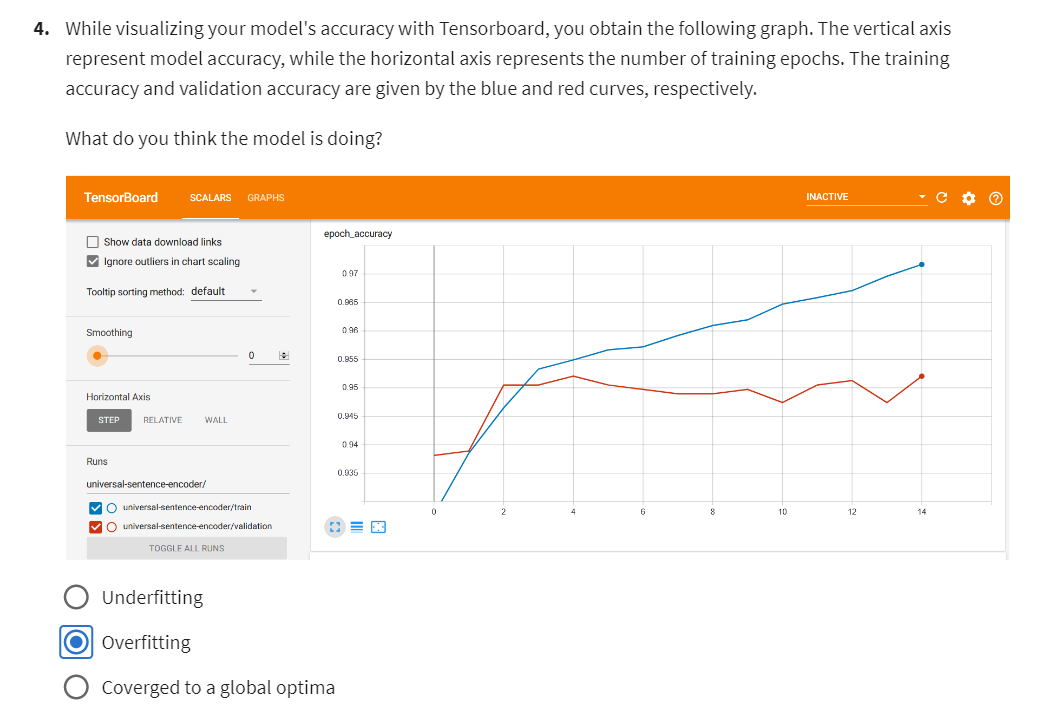 4. While visualizing your model's accuracy with Tensorboard, you obtain the following graph. The vertical axis
represent model accuracy, while the horizontal axis represents the number of training epochs. The training
accuracy and validation accuracy are given by the blue and red curves, respectively.
What do you think the model is doing?
TensorBoard SCALARS GRAPHS INACTIVE
Show data download links
Ignore outliers in chart scaling
Tooltip sorting method: default
Smoothing
0
Horizontal Axis
STEP RELATIVE WALL
Runs
universal-sentence-encoder/
universal-sentence-encoder/train
universal-sentence-encoder/validation
TOGGLE ALL RUNS
epoch_accuracy
0.97
0.965
0.96
0.955
0.95
0.945
0.94
0.935
0 2 4 6 8 10 12 14
Underfitting
Overfitting
Coverged to a global optima